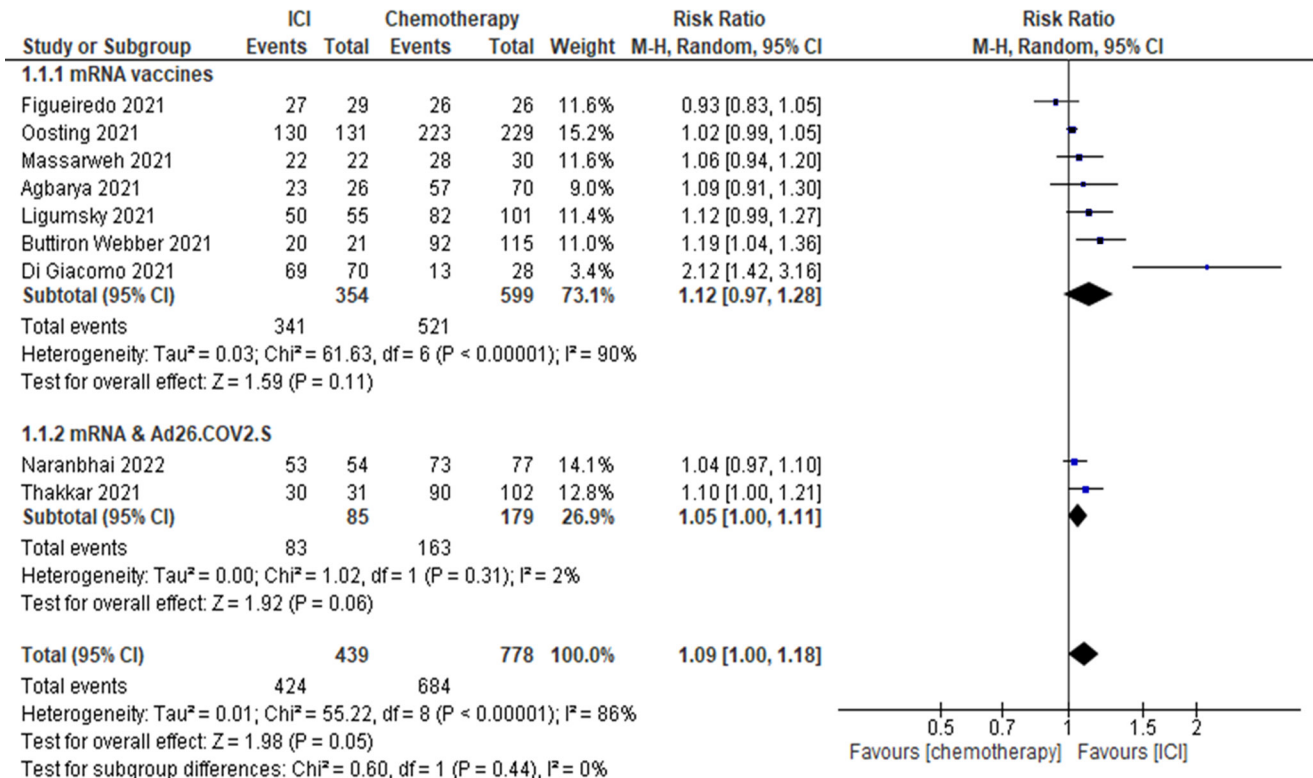 ICI Chemotherapy Risk Ratio Risk Ratio
Study or Subgroup Events Total Events Total Weight M-H, Random, 95% CI M-H, Random, 95% CI
1.1.1 mRNA vaccines
Figueiredo 2021 27 29 26 26 11.6% 0.93 [0.83, 1.05]
Oosting 2021 130 131 223 229 15.2% 1.02 [0.99, 1.05]
Massarweh 2021 22 22 28 30 11.6% 1.06 [0.94, 1.20]
Agbarya 2021 23 26 57 70 9.0% 1.09 [0.91, 1.30]
Ligumsky 2021 50 55 82 101 11.4% 1.12 [0.99, 1.27]
Buttiron Webber 2021 20 21 92 115 11.0% 1.19 [1.04, 1.36]
Di Giacomo 2021 69 70 13 28 3.4% 2.12 [1.42, 3.16]
Subtotal (95% CI) 354 599 73.1% 1.12 [0.97, 1.28]
Total events 341 521
Heterogeneity: Tau² = 0.03; Chi² = 61.63, df = 6 (P < 0.00001); I² = 90%
Test for overall effect: Z = 1.59 (P = 0.11)
1.1.2 mRNA & Ad26.COV2.S
Naranbhai 2022 53 54 73 77 14.1% 1.04 [0.97, 1.10]
Thakkar 2021 30 31 90 102 12.8% 1.10 [1.00, 1.21]
Subtotal (95% CI) 85 179 26.9% 1.05 [1.00, 1.11]
Total events 83 163
Heterogeneity: Tau² = 0.00; Chi² = 1.02, df = 1 (P = 0.31); I² = 2%
Test for overall effect: Z = 1.92 (P = 0.06)
Total (95% CI) 439 778 100.0% 1.09 [1.00, 1.18]
Total events 424 684
Heterogeneity: Tau² = 0.01; Chi² = 55.22, df = 8 (P < 0.00001); I² = 86%
Test for overall effect: Z = 1.98 (P = 0.05)
Test for subgroup differences: Chi² = 0.60, df = 1 (P = 0.44), I² = 0%
0.5 0.7 1 1.5 2
Favours [chemotherapy] Favours [ICI]